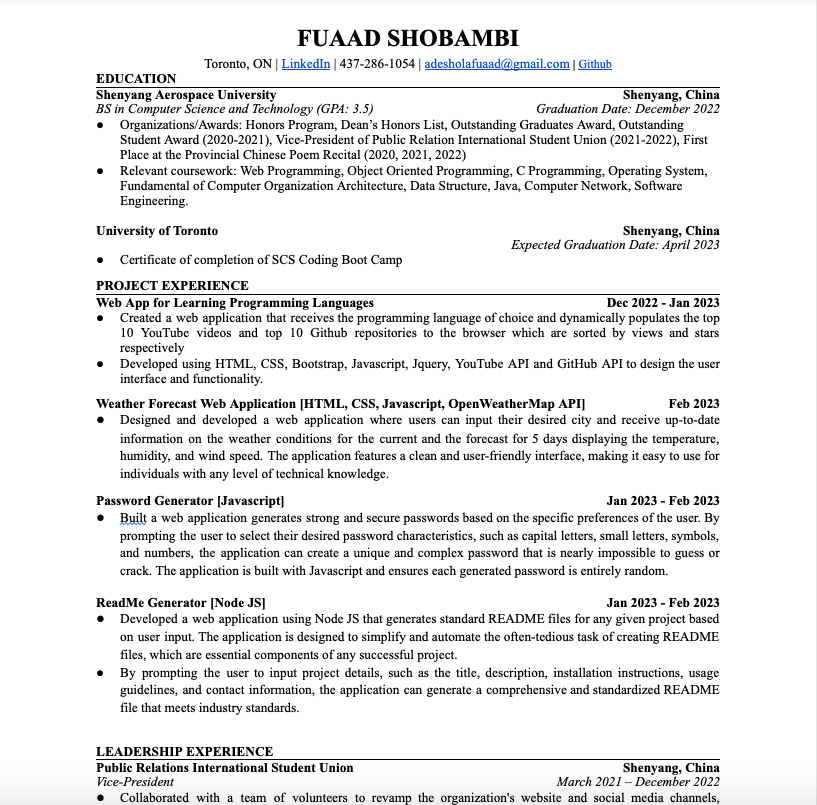 FUAAD SHOBAMBI
Toronto, ON | LinkedIn | 437-286-1054 | adesholafuaad@gmail.com | Github
EDUCATION
Shenyang Aerospace University Shenyang, China
BS in Computer Science and Technology (GPA: 3.5) Graduation Date: December 2022
● Organizations/Awards: Honors Program, Dean's Honors List, Outstanding Graduates Award, Outstanding
Student Award (2020-2021), Vice-President of Public Relation International Student Union (2021-2022), First
Place at the Provincial Chinese Poem Recital (2020, 2021, 2022)
● Relevant coursework: Web Programming, Object Oriented Programming, C Programming, Operating System,
Fundamental of Computer Organization Architecture, Data Structure, Java, Computer Network, Software
Engineering.
University of Toronto Shenyang, China
Expected Graduation Date: April 2023
● Certificate of completion of SCS Coding Boot Camp
PROJECT EXPERIENCE
Web App for Learning Programming Languages Dec 2022 - Jan 2023
● Created a web application that receives the programming language of choice and dynamically populates the top
10 YouTube videos and top 10 Github repositories to the browser which are sorted by views and stars
respectively
● Developed using HTML, CSS, Bootstrap, Javascript, Jquery, YouTube API and GitHub API to design the user
interface and functionality.
Weather Forecast Web Application [HTML, CSS, Javascript, OpenWeatherMap API] Feb 2023
● Designed and developed a web application where users can input their desired city and receive up-to-date
information on the weather conditions for the current and the forecast for 5 days displaying the temperature,
humidity, and wind speed. The application features a clean and user-friendly interface, making it easy to use for
individuals with any level of technical knowledge.
Password Generator [Javascript] Jan 2023 - Feb 2023
● Built a web application generates strong and secure passwords based on the specific preferences of the user. By
prompting the user to select their desired password characteristics, such as capital letters, small letters, symbols,
and numbers, the application can create a unique and complex password that is nearly impossible to guess or
crack. The application is built with Javascript and ensures each generated password is entirely random.
ReadMe Generator [Node JS] Jan 2023 - Feb 2023
● Developed a web application using Node JS that generates standard README files for any given project based
on user input. The application is designed to simplify and automate the often-tedious task of creating README
files, which are essential components of any successful project.
● By prompting the user to input project details, such as the title, description, installation instructions, usage
guidelines, and contact information, the application can generate a comprehensive and standardized README
file that meets industry standards.
LEADERSHIP EXPERIENCE
Public Relations International Student Union Shenyang, China
Vice-President March 2021 – December 2022
● Collaborated with a team of volunteers to revamp the organization's website and social media channels,